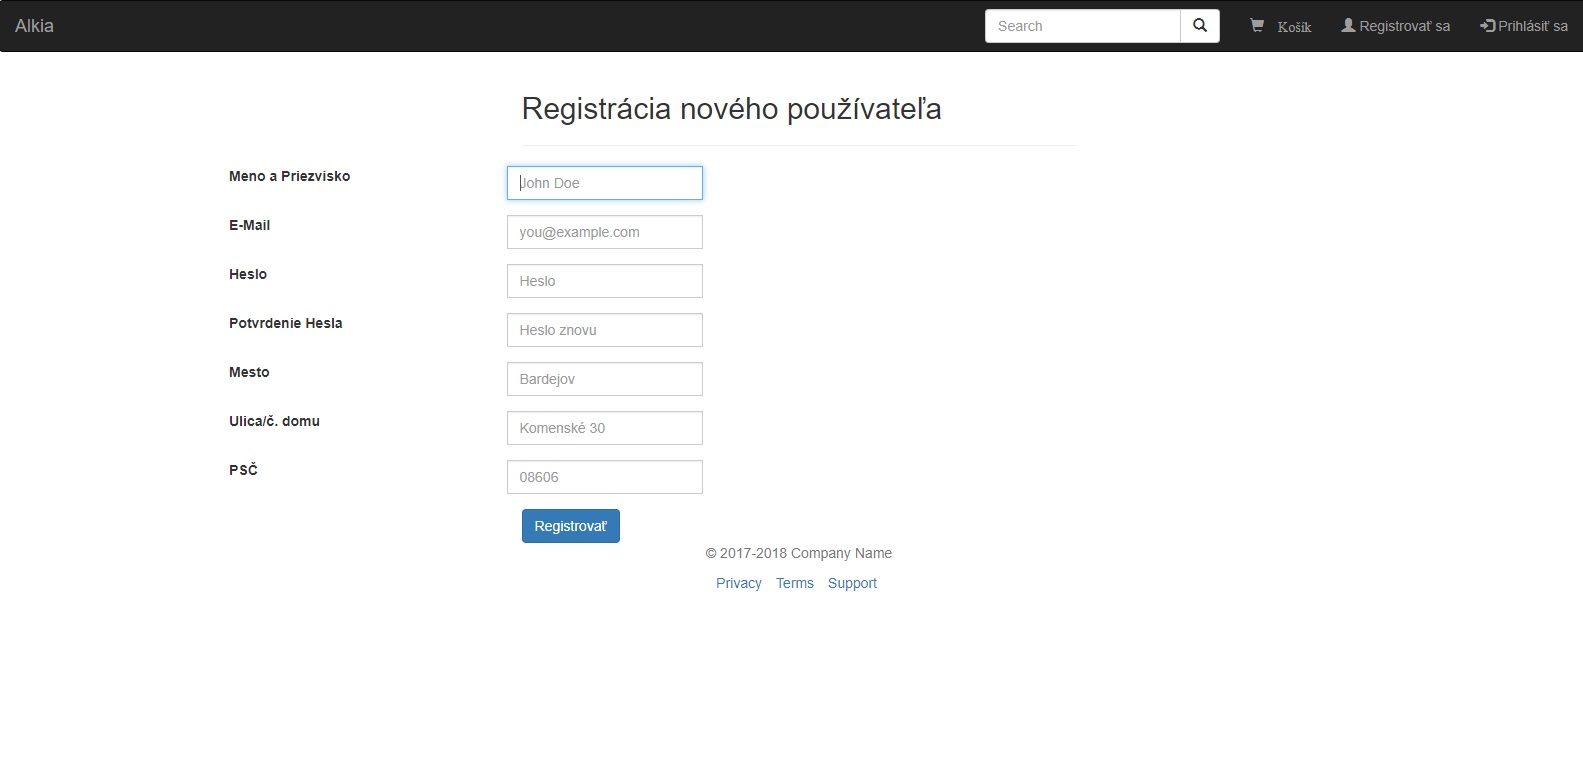 Alkia
Search
Košík
Registrovať sa
Prihlásiť sa
Registrácia nového používateľa
Meno a Priezvisko
John Doe
E-Mail
you@example.com
Heslo
Heslo
Potvrdenie Hesla
Heslo znovu
Mesto
Bardejov
Ulica/č. domu
Komenské 30
PSČ
08606
Registrovať
© 2017-2018 Company Name
Privacy Terms Support